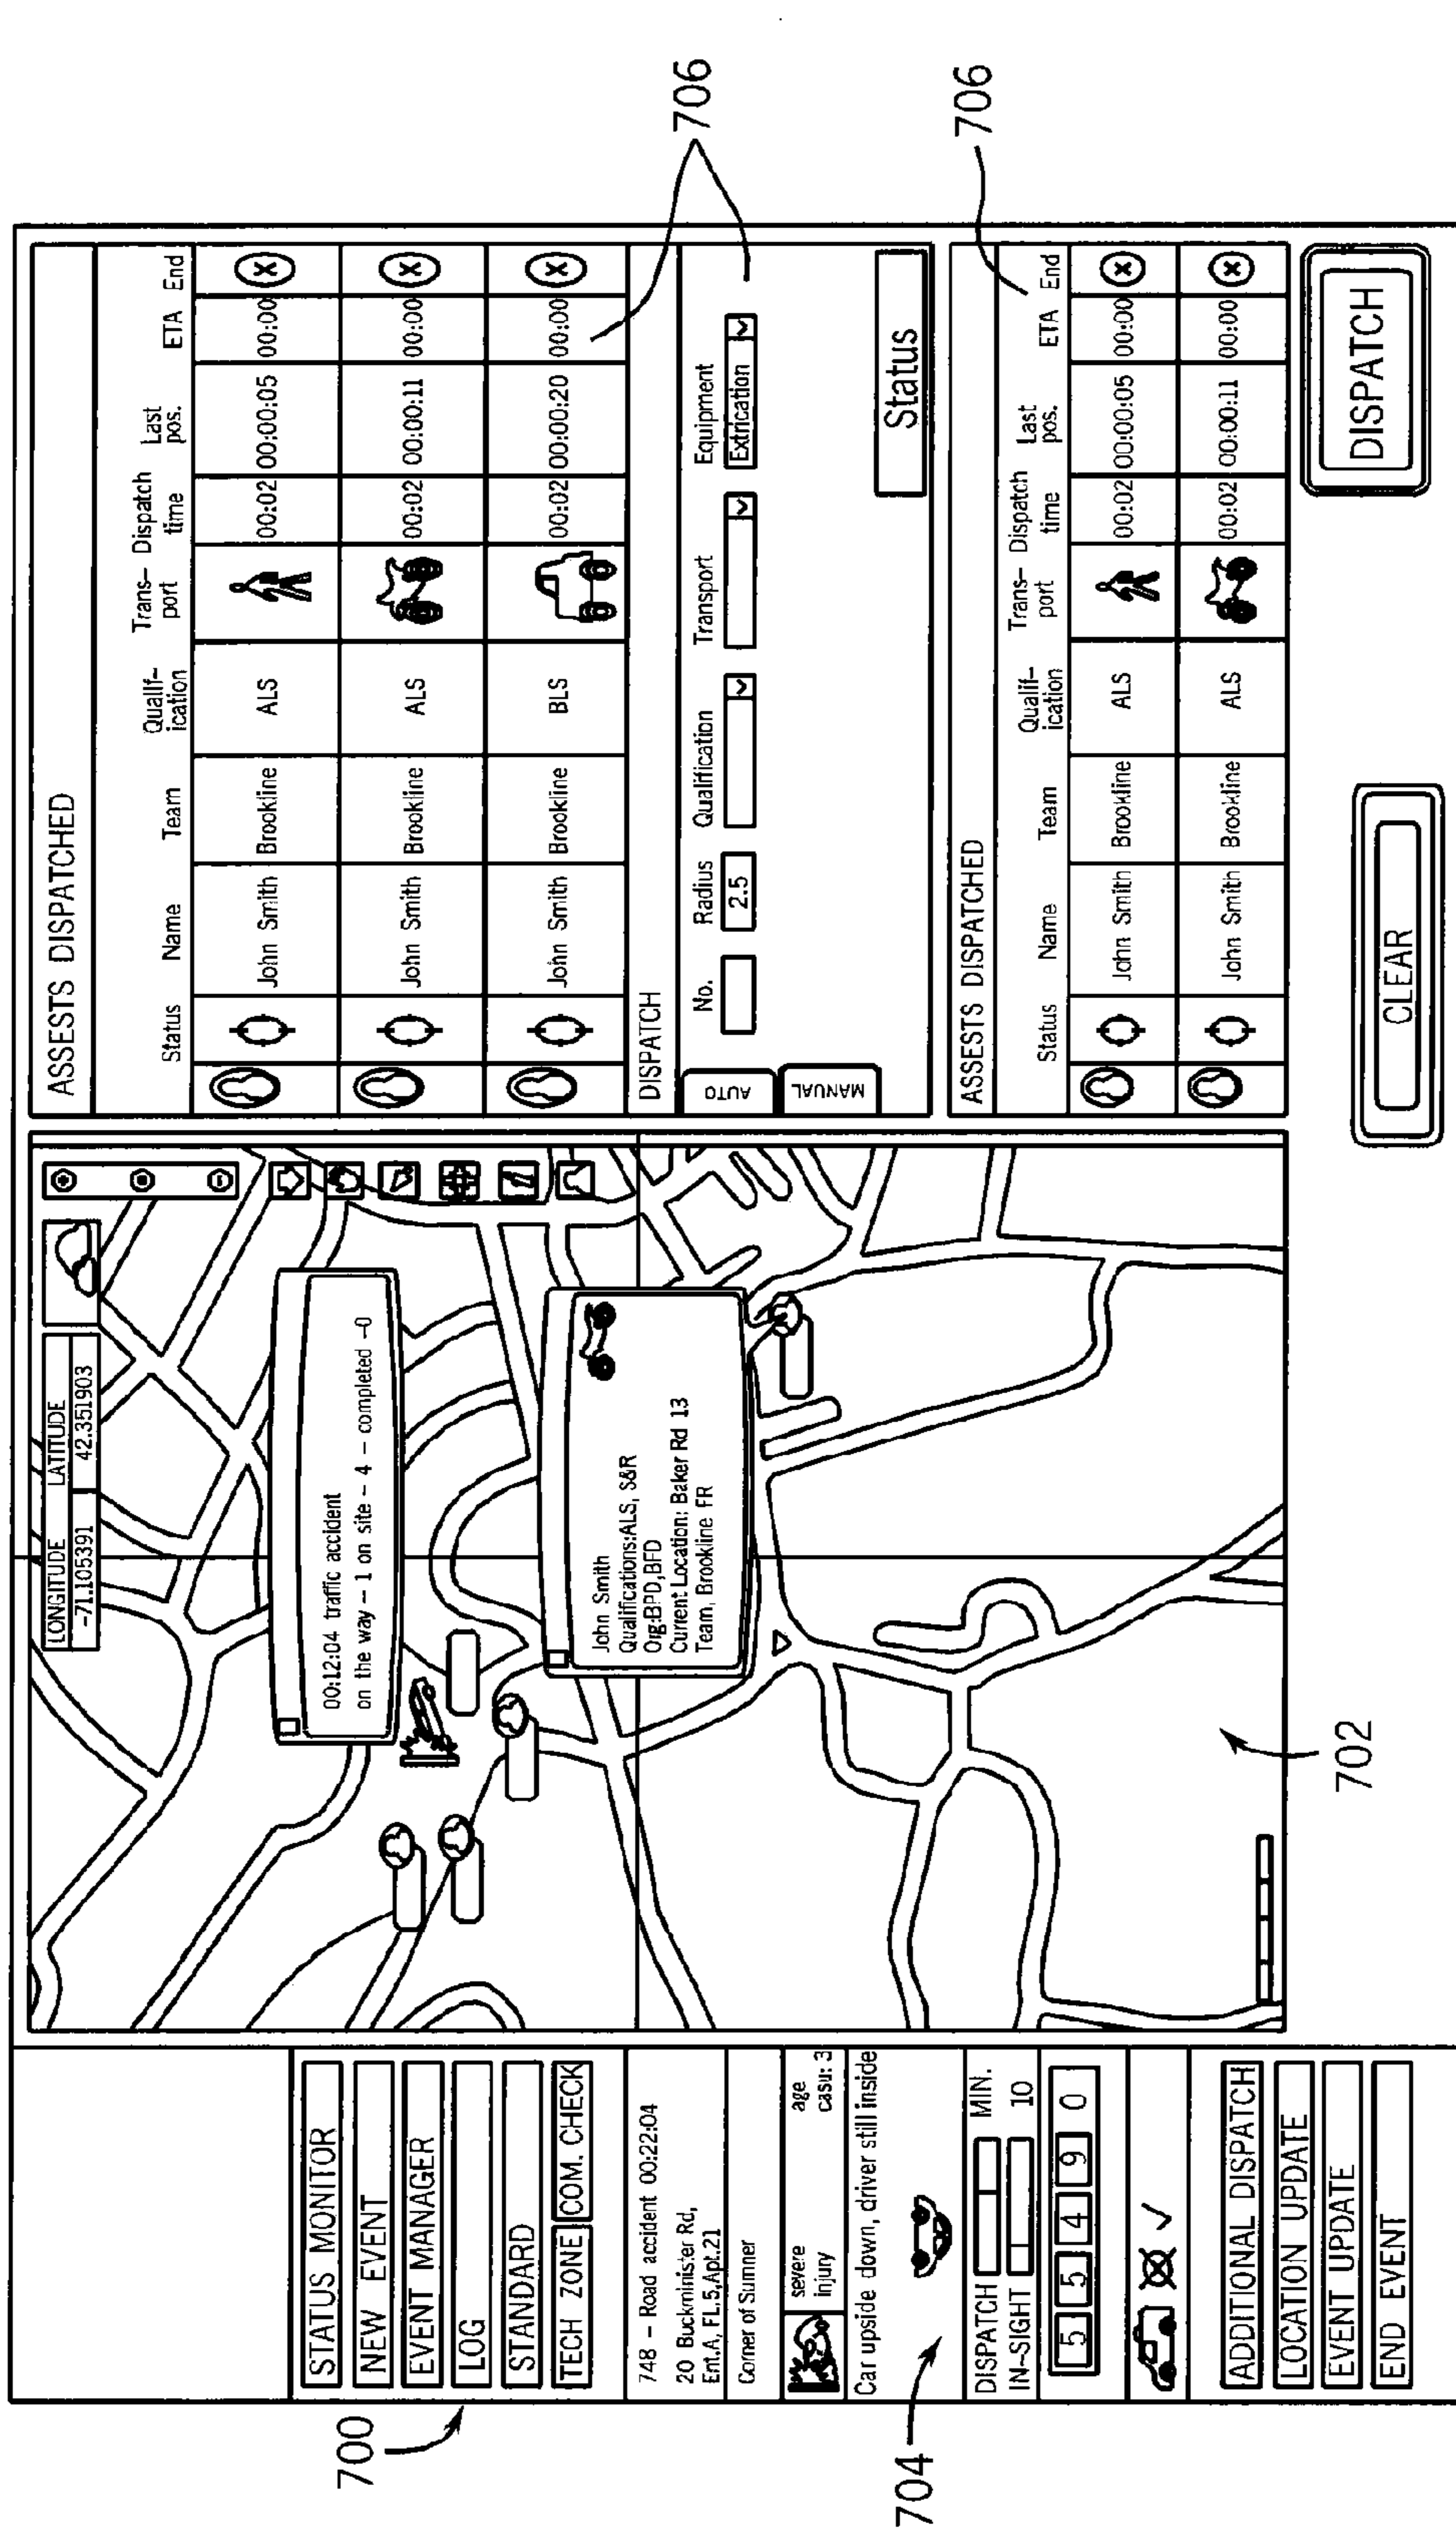 700
STATUS MONITOR
NEW EVENT
EVENT MANAGER
LOG
STANDARD
TECH ZONE COM. CHECK
748 – Road accident 00:22:04
20 Buckminister Rd,
Ent.A, FL.5,Apt.21
Corner of Sumner
severe injury
age
casu: 3
Car upside down, driver still inside
704
DISPATCH MIN.
IN-SIGHT 10
5 5 5 4 9 0
ADDITIONAL DISPATCH
LOCATION UPDATE
EVENT UPDATE
END EVENT
LONGITUDE LATITUDE
-71.105391 42.351903
00:12:04 traffic accident
on the way – 1 on site – 4 – completed –0
John Smith
Qualifications:ALS, S&R
Org:BPD,BFD
Current Location: Baker Rd 13
Team, Brookline FR
702
ASSESTS DISPATCHED
Status Name Team Qualif-ication Trans-port Dispatch time Last pos. ETA End
John Smith Brookline ALS 00:02 00:00:05 00:00 X
John Smith Brookline ALS 00:02 00:00:11 00:00 X
John Smith Brookline BLS 00:02 00:00:20 00:00 X
706
DISPATCH
AUTO
MANUAL
No. Radius Qualification Transport Equipment
2.5 Extrication
Status
ASSESTS DISPATCHED
706
Status Name Team Qualif-ication Trans-port Dispatch time Last pos. ETA End
John Smith Brookline ALS 00:02 00:00:05 00:00 X
John Smith Brookline ALS 00:02 00:00:11 00:00 X
CLEAR
DISPATCH